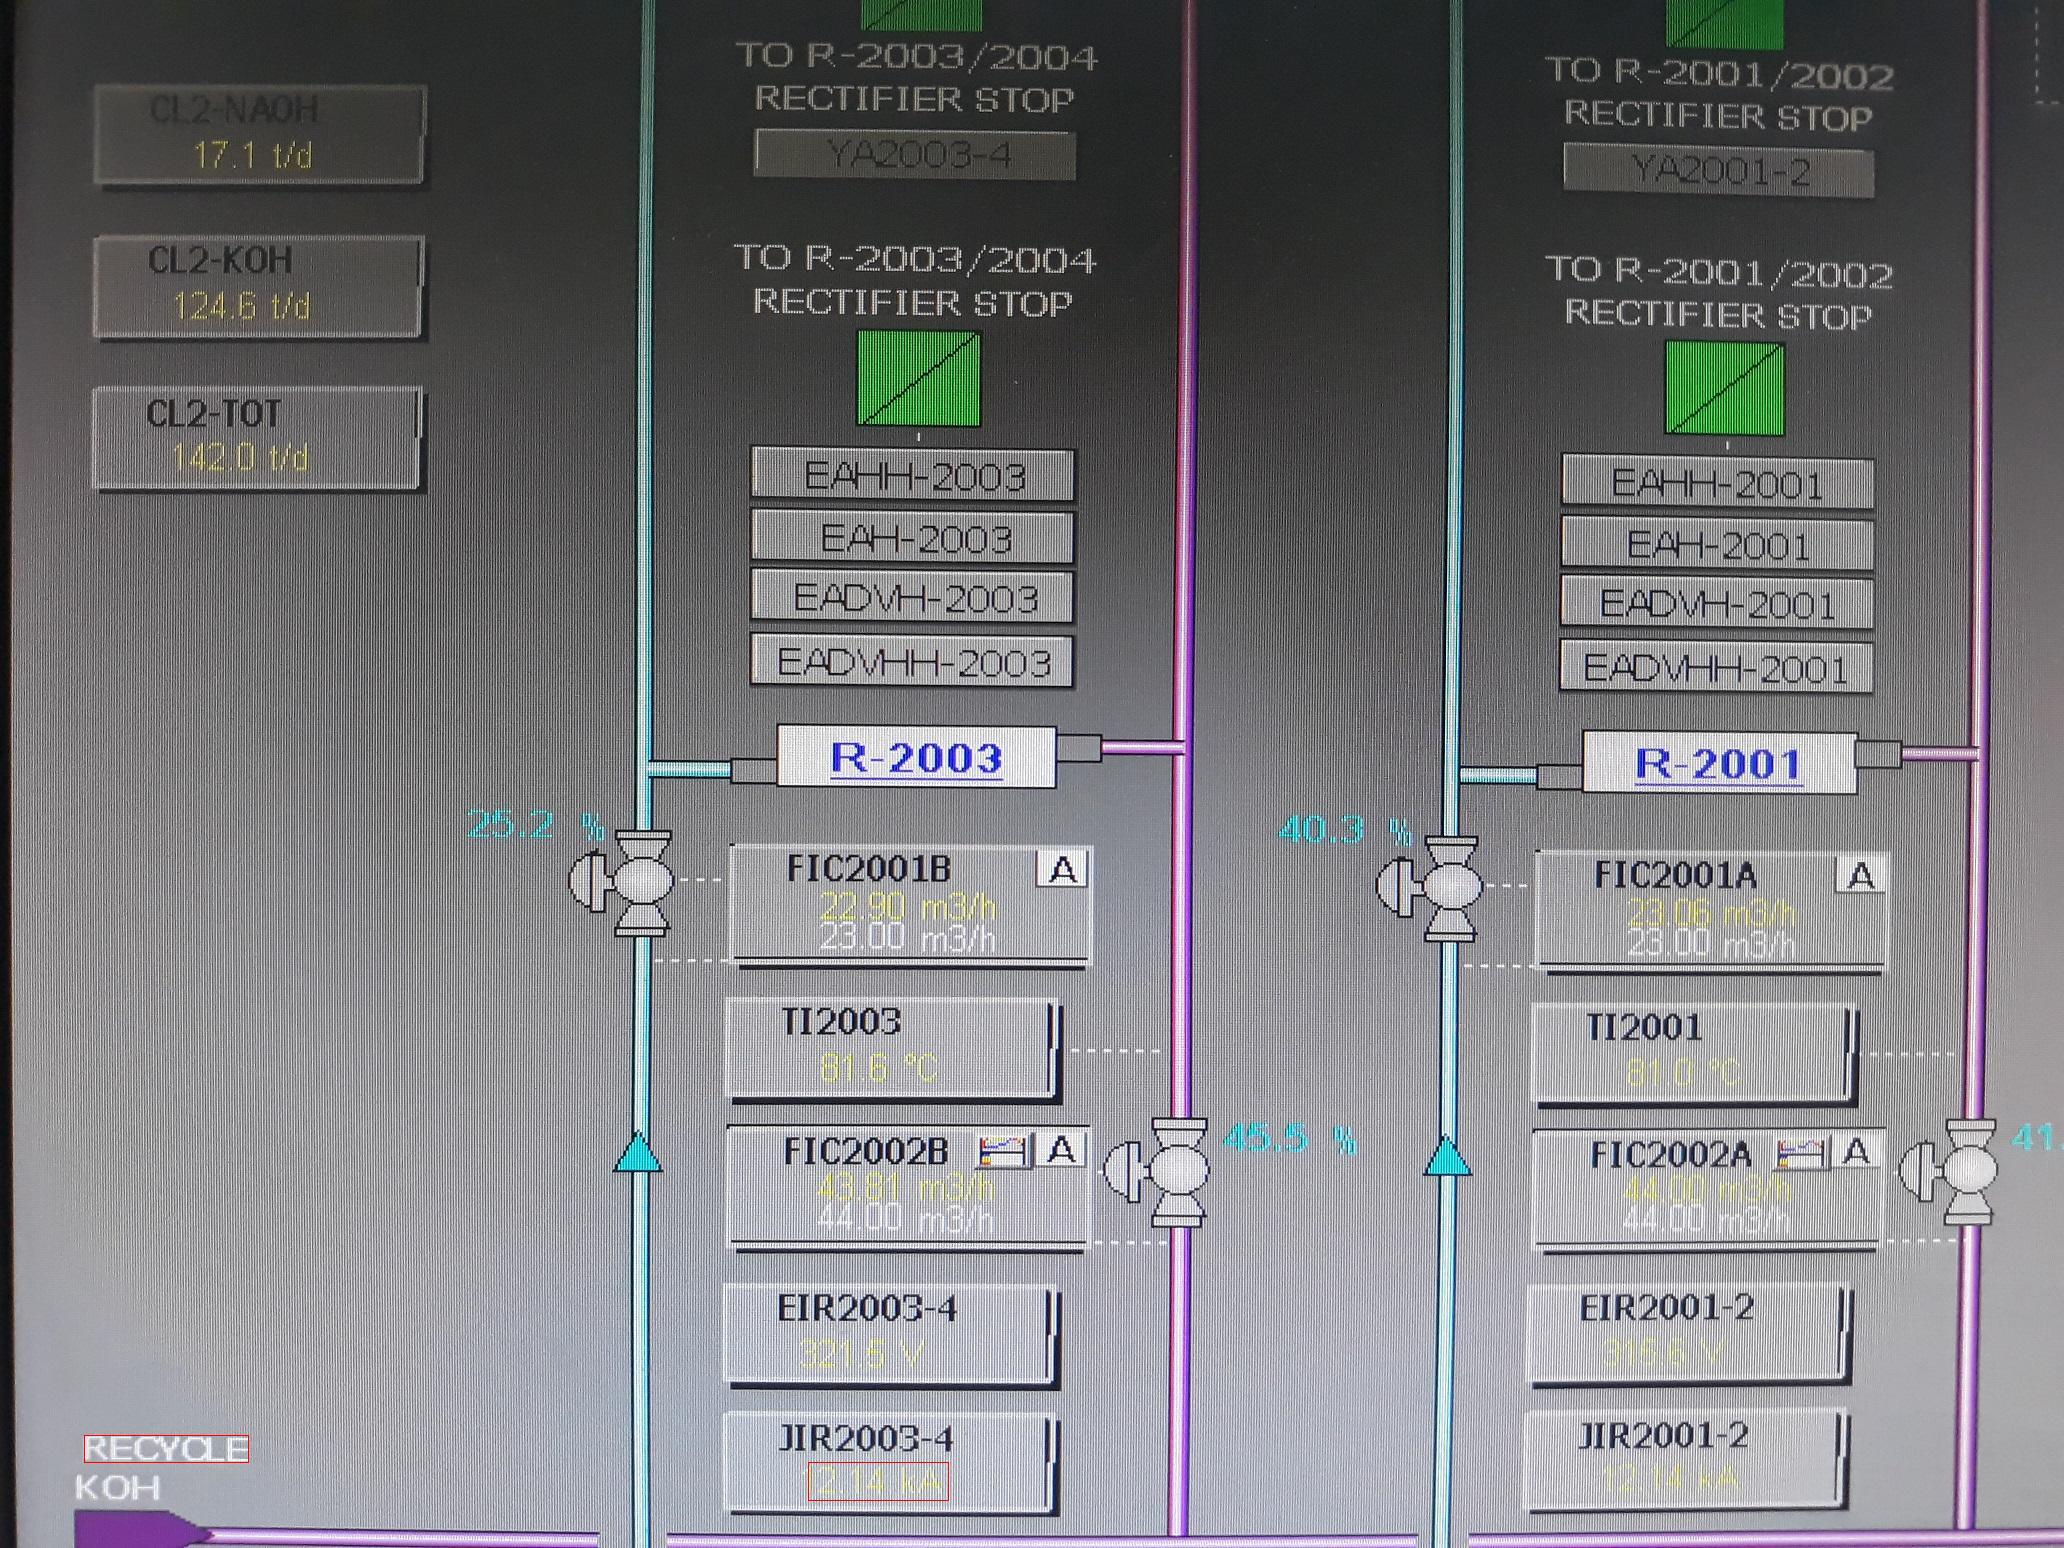 TO R-2003/2004
RECTIFIER STOP
YA2003-4
TO R-2001/2002
RECTIFIER STOP
YA2001-2
CL2-NAOH
17.1 t/d
CL2-KOH
124.6 t/d
CL2-TOT
142.0 t/d
TO R-2003/2004
RECTIFIER STOP
TO R-2001/2002
RECTIFIER STOP
EAHH-2003
EAH-2003
EADVH-2003
EADVHH-2003
EAHH-2001
EAH-2001
EADVH-2001
EADVHH-2001
R-2003
R-2001
25.2 %
FIC2001B A
22.90 m3/h
23.00 m3/h
40.3 %
FIC2001A A
23.06 m3/h
23.00 m3/h
TI2003
81.6 °C
TI2001
81.0 °C
FIC2002B A
43.81 m3/h
44.00 m3/h
45.5 %
FIC2002A A
44.00 m3/h
44.00 m3/h
EIR2003-4
321.5 V
EIR2001-2
315.6 V
JIR2003-4
12.14 kA
JIR2001-2
12.14 kA
RECYCLE
KOH